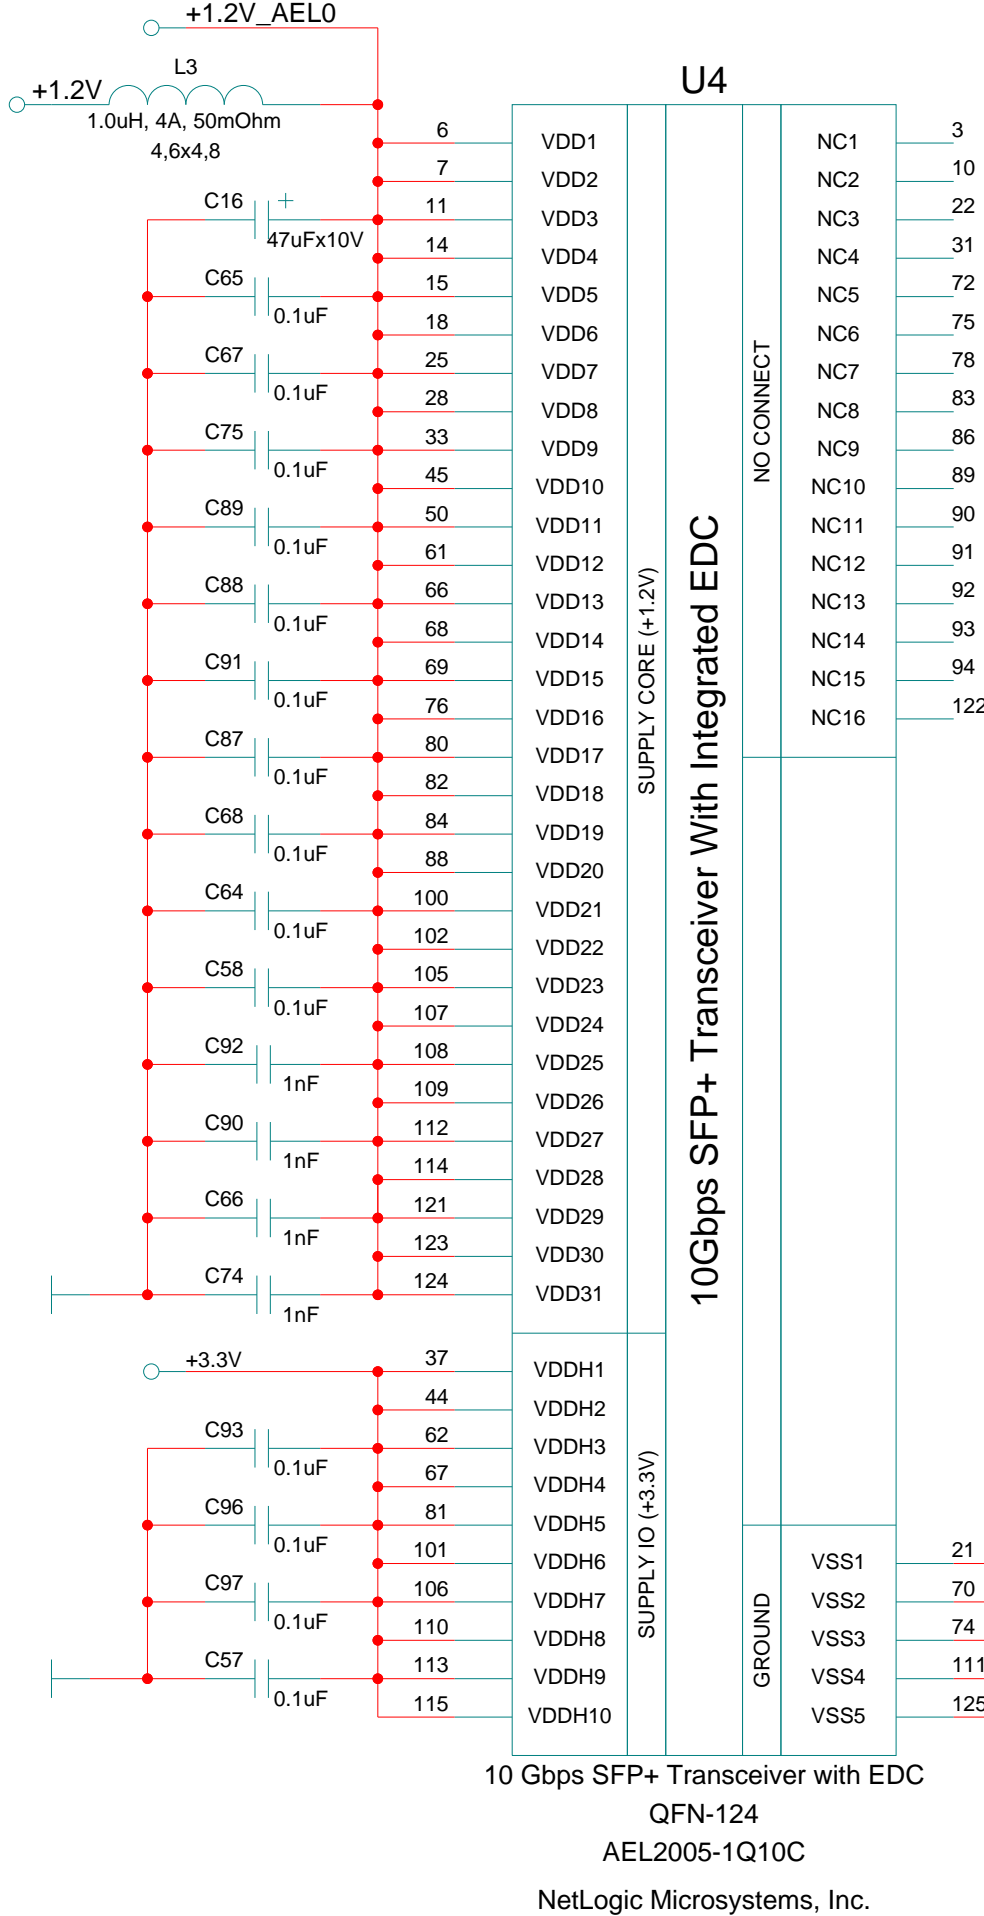 +1.2V_AEL0
L3
+1.2V
1.0uH, 4A, 50mOhm
4,6x4,8
U4
6 VDD1 NC1 3
7 VDD2 NC2 10
C16 + 47uFx10V 11 VDD3 NC3 22
14 VDD4 NC4 31
C65 0.1uF 15 VDD5 NC5 72
18 VDD6 NC6 75
C67 0.1uF 25 VDD7 NC7 78
28 VDD8 NC8 83
C75 0.1uF 33 VDD9 NC9 86
45 VDD10 NC10 89
C89 0.1uF 50 VDD11 NC11 90
61 VDD12 NC12 91
C88 0.1uF 66 VDD13 NC13 92
68 VDD14 NC14 93
C91 0.1uF 69 VDD15 NC15 94
76 VDD16 NC16 122
C87 0.1uF 80 VDD17
82 VDD18
C68 0.1uF 84 VDD19
88 VDD20
C64 0.1uF 100 VDD21
102 VDD22
C58 0.1uF 105 VDD23
107 VDD24
C92 1nF 108 VDD25
109 VDD26
C90 1nF 112 VDD27
114 VDD28
C66 1nF 121 VDD29
123 VDD30
C74 1nF 124 VDD31
SUPPLY CORE (+1.2V)
10Gbps SFP+ Transceiver With Integrated EDC
NO CONNECT
+3.3V 37 VDDH1
44 VDDH2
C93 0.1uF 62 VDDH3
67 VDDH4
C96 0.1uF 81 VDDH5
101 VDDH6 VSS1 21
C97 0.1uF 106 VDDH7 VSS2 70
110 VDDH8 VSS3 74
C57 0.1uF 113 VDDH9 VSS4 111
115 VDDH10 VSS5 125
SUPPLY IO (+3.3V)
GROUND
10 Gbps SFP+ Transceiver with EDC
QFN-124
AEL2005-1Q10C
NetLogic Microsystems, Inc.